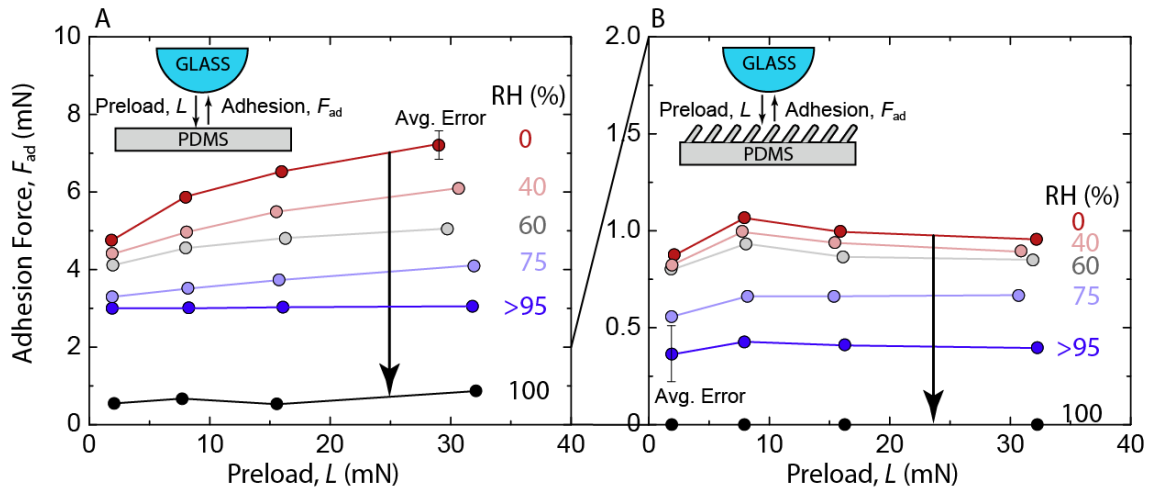 A
Adhesion Force, Fad (mN)
10
8
6
4
2
0
0
10
20
30
40
Preload, L (mN)
GLASS
Preload, L
Adhesion, Fad
PDMS
Avg. Error
RH (%)
0
40
60
75
>95
100
B
2.0
1.5
1.0
0.5
0
0
10
20
30
40
Preload, L (mN)
GLASS
Preload, L
Adhesion, Fad
PDMS
RH (%)
0
40
60
75
>95
Avg. Error
100